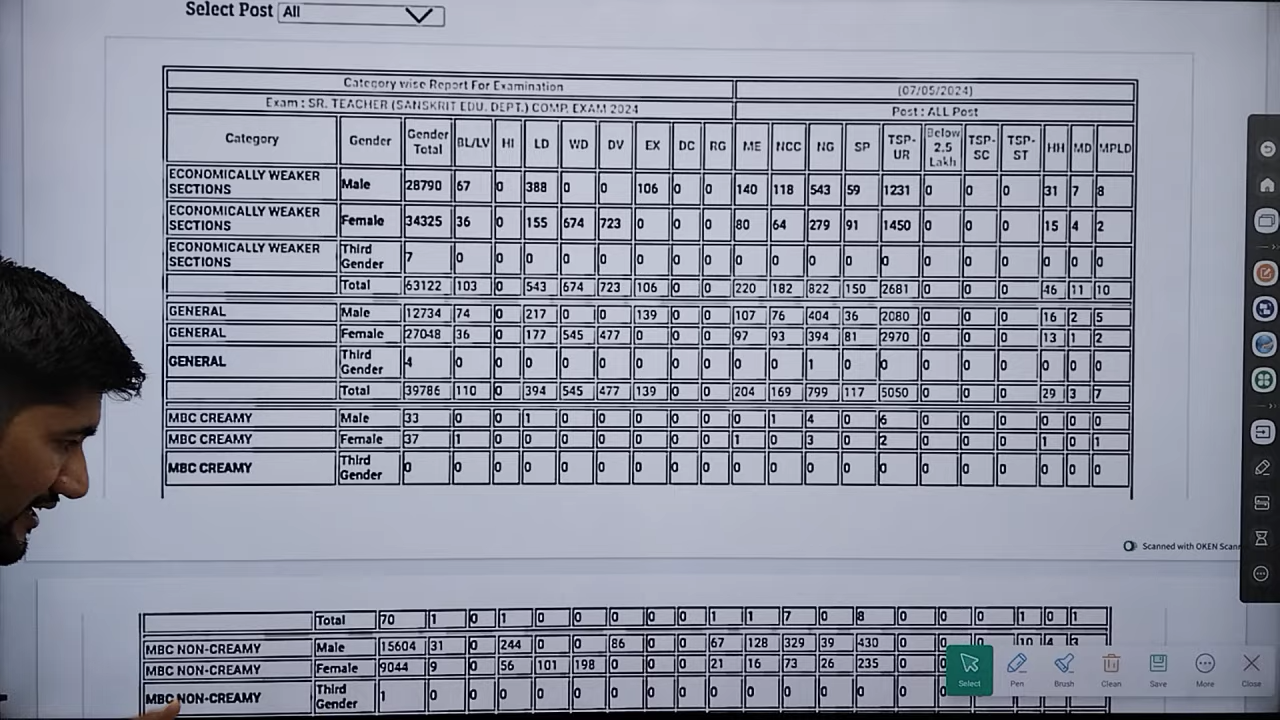 Select Post All
Category wise Report For Examination (07/05/2024)
Exam : SR. TEACHER (SANSKRIT EDU. DEPT.) COMP. EXAM 2024 Post : ALL Post
Category Gender Gender Total BL/LV HI LD WD DV EX DC RG ME NCC NG SP TSP-UR Below 2.5 Lakh TSP-SC TSP-ST HH MD MPLD
ECONOMICALLY WEAKER SECTIONS Male 28790 67 0 388 0 0 106 0 0 140 118 543 59 1231 0 0 0 31 7 8
ECONOMICALLY WEAKER SECTIONS Female 34325 36 0 155 674 723 0 0 0 80 64 279 91 1450 0 0 0 15 4 2
ECONOMICALLY WEAKER SECTIONS Third Gender 7 0 0 0 0 0 0 0 0 0 0 0 0 0 0 0 0 0 0 0
Total 63122 103 0 543 674 723 106 0 0 220 182 822 150 2681 0 0 0 46 11 10
GENERAL Male 12734 74 0 217 0 0 139 0 0 107 76 404 36 2080 0 0 0 16 2 5
GENERAL Female 27048 36 0 177 545 477 0 0 0 97 93 394 81 2970 0 0 0 13 1 2
GENERAL Third Gender 4 0 0 0 0 0 0 0 0 0 0 1 0 0 0 0 0 0 0 0
Total 39786 110 0 394 545 477 139 0 0 204 169 799 117 5050 0 0 0 29 3 7
MBC CREAMY Male 33 0 0 1 0 0 0 0 0 0 1 4 0 6 0 0 0 0 0 0
MBC CREAMY Female 37 1 0 0 0 0 0 0 0 1 0 3 0 2 0 0 0 1 0 1
MBC CREAMY Third Gender 0 0 0 0 0 0 0 0 0 0 0 0 0 0 0 0 0 0 0 0
Scanned with OKEN Scann
Total 70 1 0 1 0 0 0 0 0 1 1 7 0 8 0 0 0 1 0 1
MBC NON-CREAMY Male 15604 31 0 244 0 0 86 0 0 67 128 329 39 430 0 0 0 10 4 3
MBC NON-CREAMY Female 9044 9 0 56 101 198 0 0 0 21 16 73 26 235 0 0
MBC NON-CREAMY Third Gender 1 0 0 0 0 0 0 0 0 0 0 0 0 0 0 0
Select Pen Brush Clean Save More Close